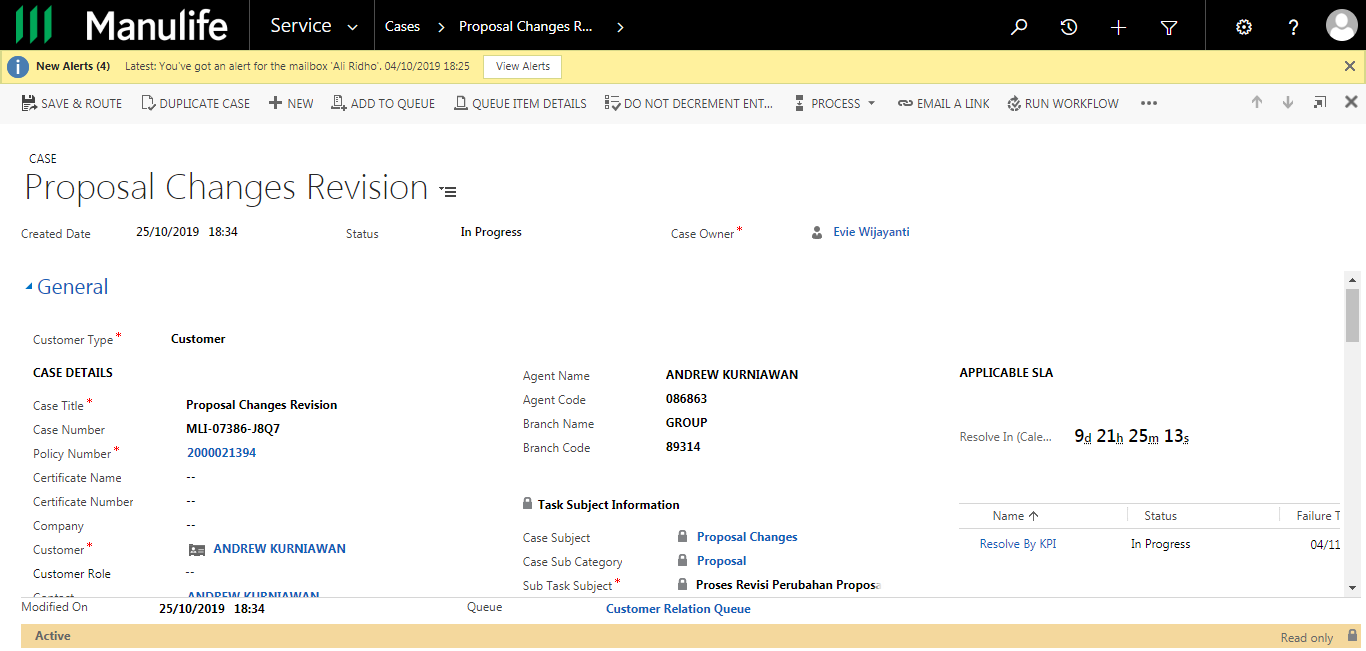 Manulife Service Cases Proposal Changes R...
New Alerts (4) Latest: You've got an alert for the mailbox 'Ali Ridho'. 04/10/2019 18:25 View Alerts
SAVE & ROUTE DUPLICATE CASE NEW ADD TO QUEUE QUEUE ITEM DETAILS DO NOT DECREMENT ENT... PROCESS EMAIL A LINK RUN WORKFLOW
CASE
Proposal Changes Revision
Created Date 25/10/2019 18:34 Status In Progress Case Owner* Evie Wijayanti
General
Customer Type* Customer
CASE DETAILS
Case Title* Proposal Changes Revision
Case Number MLI-07386-J8Q7
Policy Number* 2000021394
Certificate Name --
Certificate Number --
Company --
Customer* ANDREW KURNIAWAN
Customer Role --
Contact ANDREW KURNIAWAN
Agent Name ANDREW KURNIAWAN
Agent Code 086863
Branch Name GROUP
Branch Code 89314
Task Subject Information
Case Subject Proposal Changes
Case Sub Category Proposal
Sub Task Subject* Proses Revisi Perubahan Proposa
APPLICABLE SLA
Resolve In (Cale... 9d 21h 25m 13s
Name Status Failure T
Resolve By KPI In Progress 04/11
Modified On 25/10/2019 18:34 Queue Customer Relation Queue
Active Read only